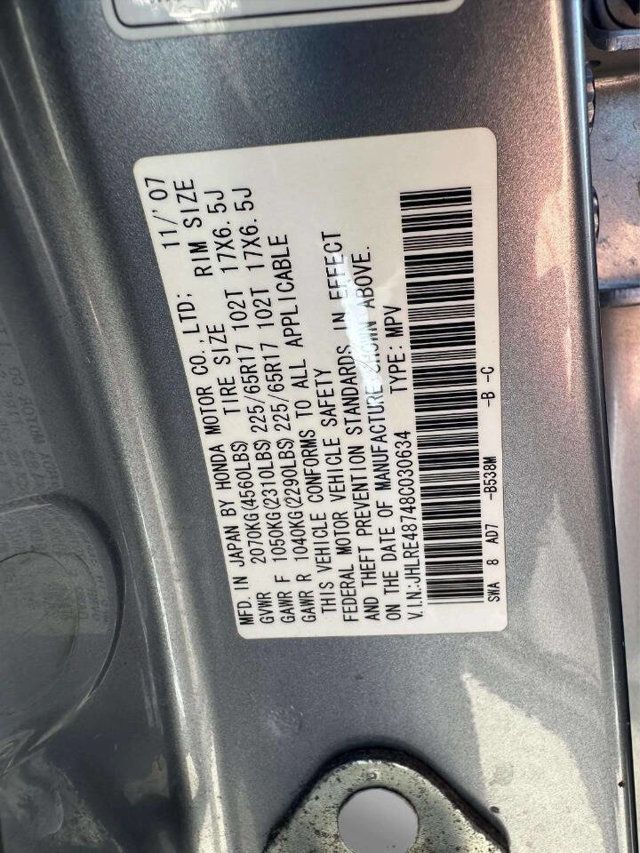 MFD. IN JAPAN BY HONDA MOTOR CO., LTD; 11/'07
GVWR 2070KG(4560LBS) TIRE SIZE RIM SIZE
GAWR F 1050KG(2310LBS) 225/65R17 102T 17X6. 5J
GAWR R 1040KG(2290LBS) 225/65R17 102T 17X6. 5J
THIS VEHICLE CONFORMS TO ALL APPLICABLE
FEDERAL MOTOR VEHICLE SAFETY
AND THEFT PREVENTION STANDARDS IN EFFECT
ON THE DATE OF MANUFACTURE SHOWN ABOVE.
V.I.N:JHLRE48748C030634 TYPE: MPV
SWA 8 AD7 -B538M -B -C